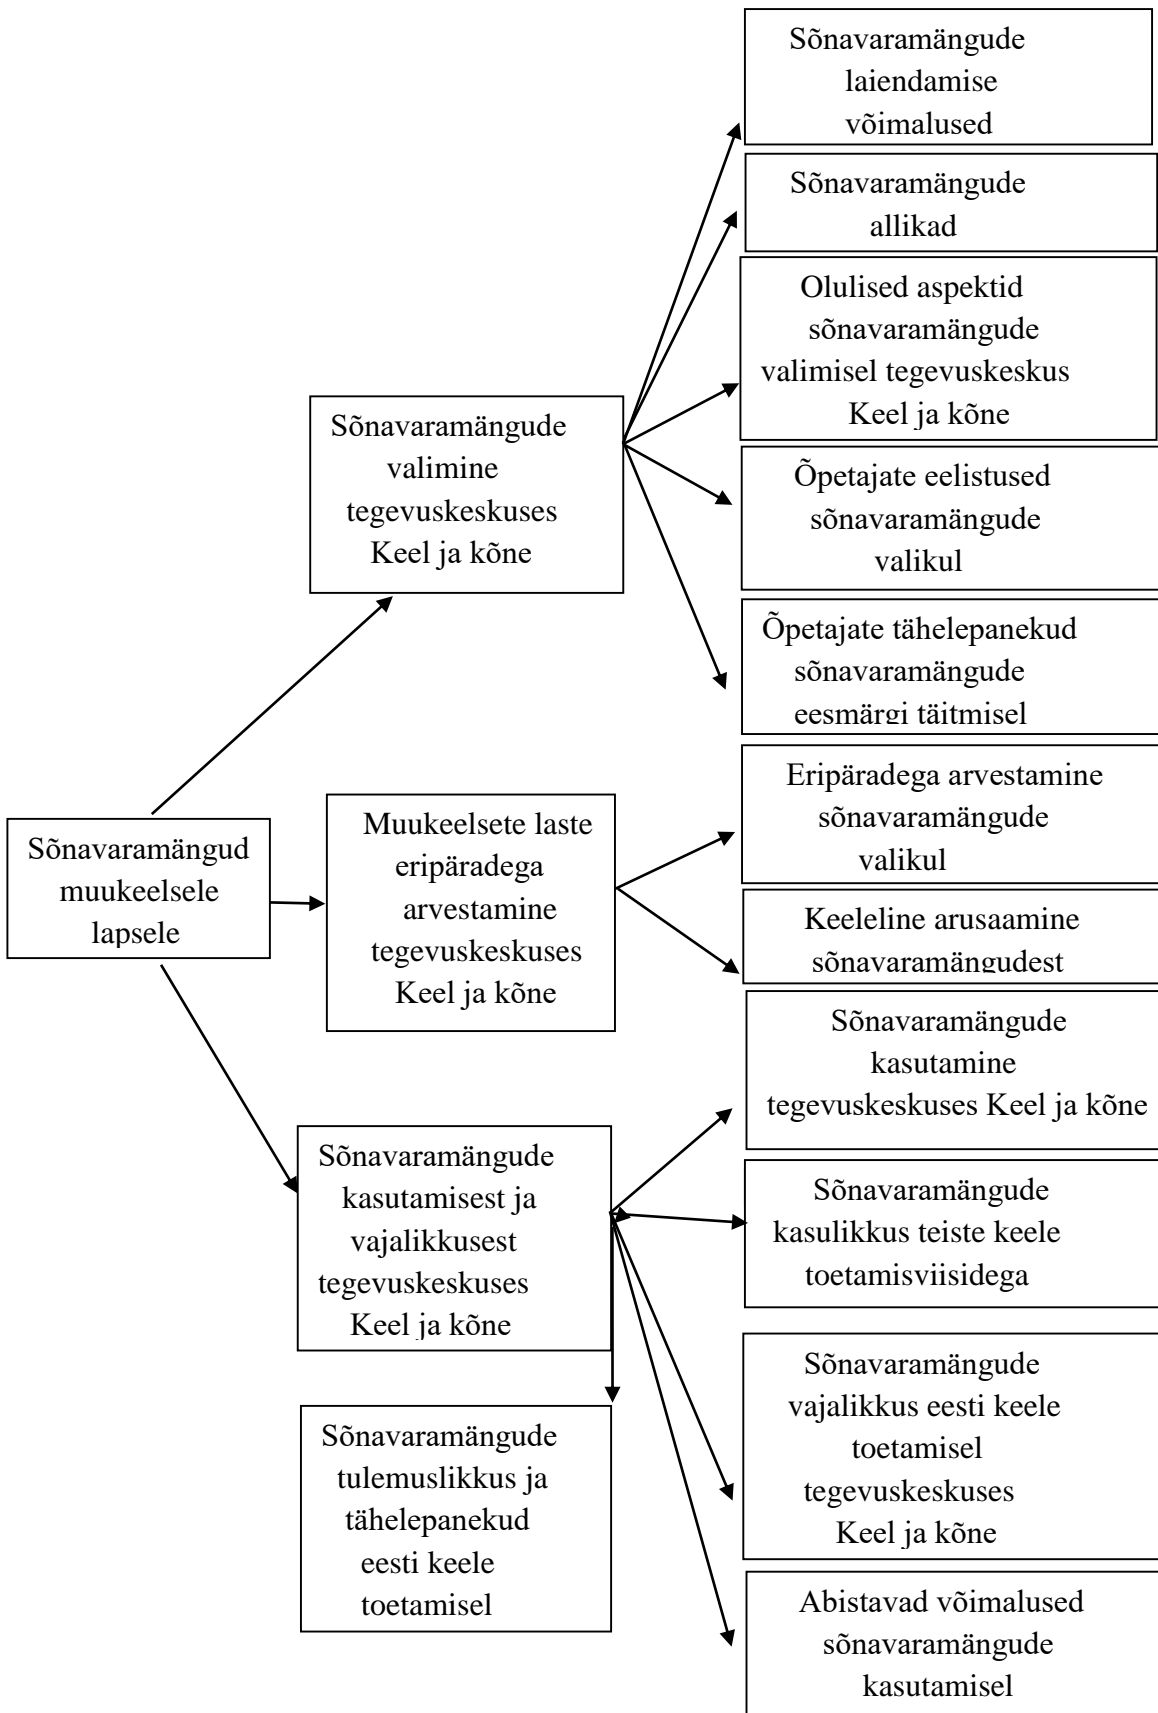 Sõnavaramängude
laiendamise
võimalused
Sõnavaramängude
allikad
Olulised aspektid
sõnavaramängude
valimisel tegevuskeskus
Keel ja kõne
Sõnavaramängude
valimine
tegevuskeskuses
Keel ja kõne
Õpetajate eelistused
sõnavaramängude
valikul
Õpetajate tähelepanekud
sõnavaramängude
eesmärgi täitmisel
Sõnavaramängud
muukeelsele
lapsele
Muukeelsete laste
eripäradega
arvestamine
tegevuskeskuses
Keel ja kõne
Eripäradega arvestamine
sõnavaramängude
valikul
Keeleline arusaamine
sõnavaramängudest
Sõnavaramängude
kasutamine
tegevuskeskuses Keel ja kõne
Sõnavaramängude
kasutamisest ja
vajalikkusest
tegevuskeskuses
Keel ja kõne
Sõnavaramängude
kasulikkus teiste keele
toetamisviisidega
Sõnavaramängude
vajalikkus eesti keele
toetamisel
tegevuskeskuses
Keel ja kõne
Sõnavaramängude
tulemuslikkus ja
tähelepanekud
eesti keele
toetamisel
Abistavad võimalused
sõnavaramängude
kasutamisel